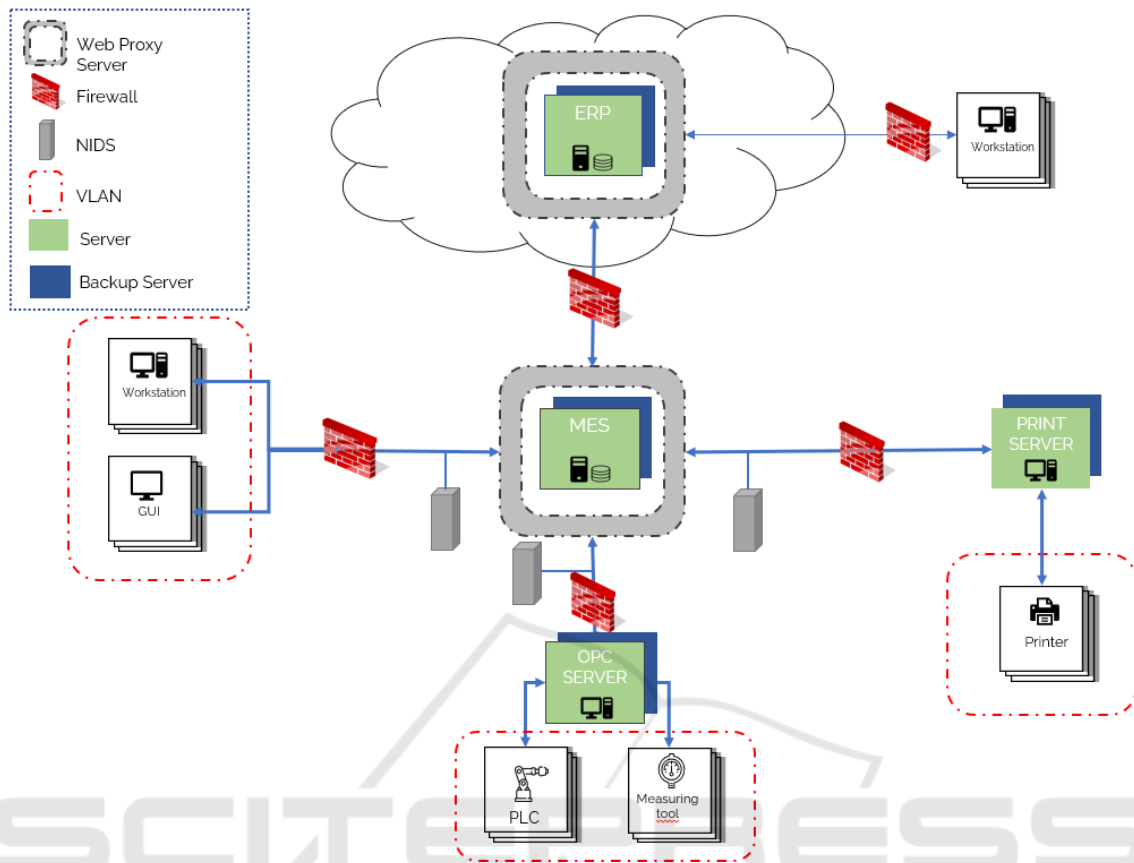 Web Proxy
Server
Firewall
NIDS
VLAN
Server
Backup Server
ERP
Workstation
Workstation
GUI
MES
PRINT
SERVER
Printer
OPC
SERVER
PLC
Measuring
tool
SCITEPRESS